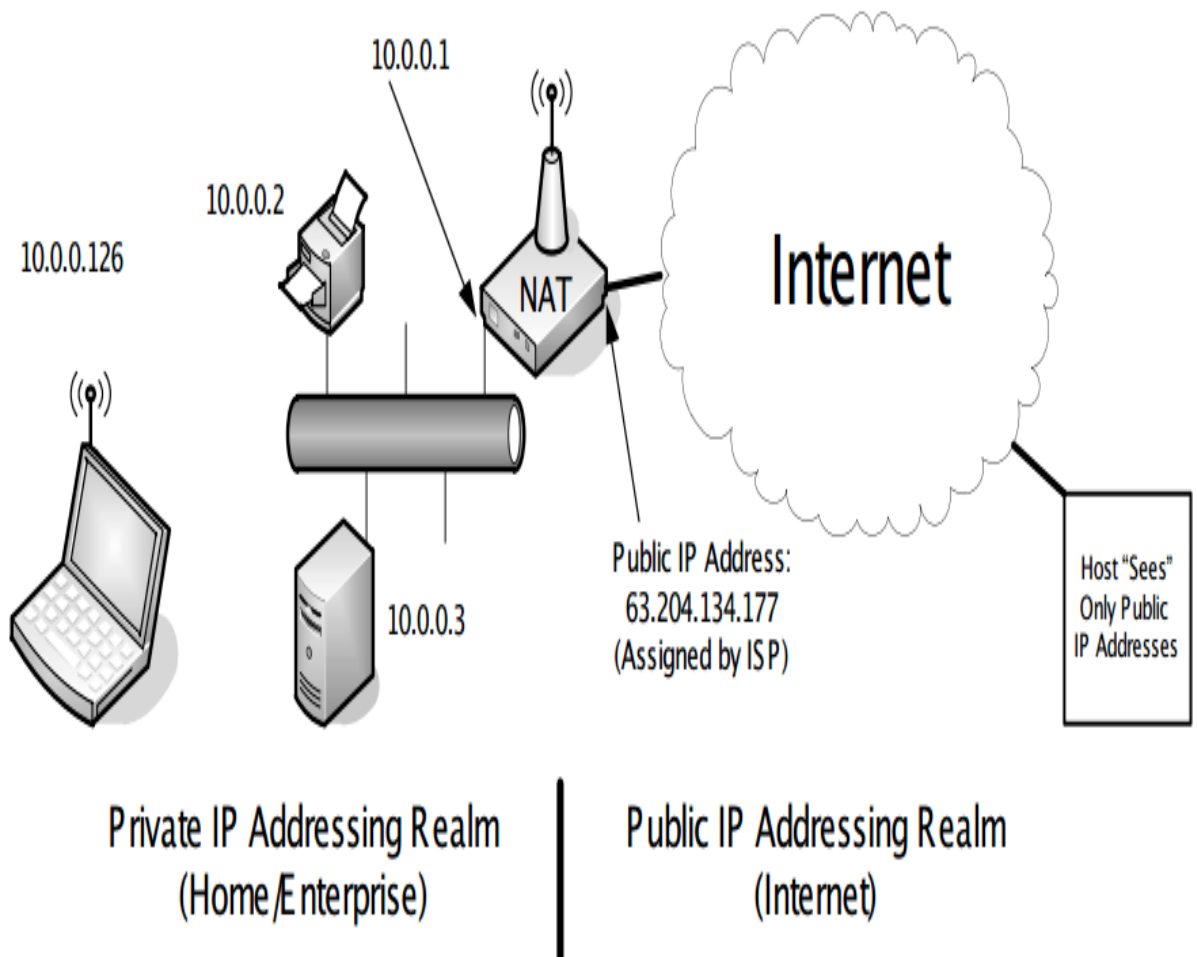 10.0.0.1
10.0.0.2
10.0.0.126
NAT
Internet
10.0.0.3
Public IP Address:
63.204.134.177
(Assigned by ISP)
Host “Sees”
Only Public
IP Addresses
Private IP Addressing Realm
(Home/Enterprise)
Public IP Addressing Realm
(Internet)